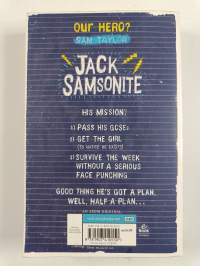 OUR HERO?
SAM TAYLOR
JACK
SAMSONITE
HIS MISSION:
1) PASS HIS GCSEs
2) GET THE GIRL
3) SURVIVE THE WEEK
WITHOUT A SERIOUS
FACE PUNCHING
GOOD THING HE'S GOT A PLAN.
WELL, HALF A PLAN...